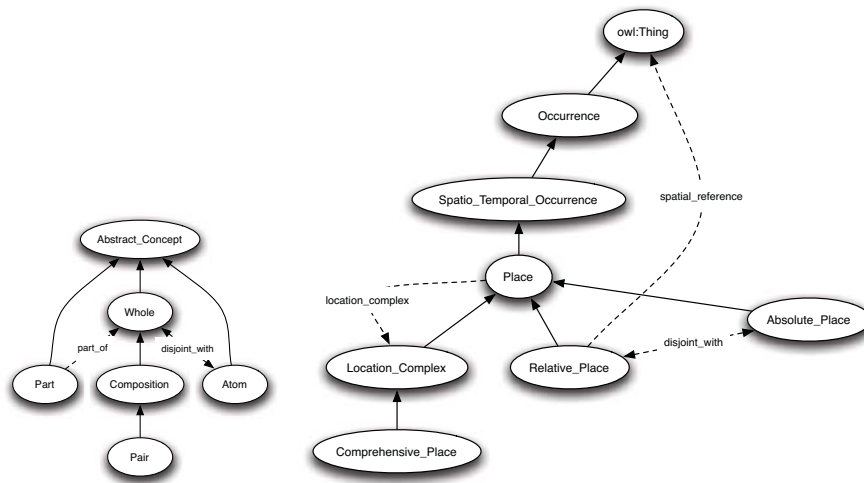 owl:Thing
Occurrence
Spatio_Temporal_Occurrence
spatial_reference
Abstract_Concept
Place
location_complex
Whole
Absolute_Place
part_of
disjoint_with
disjoint_with
Part
Composition
Atom
Location_Complex
Relative_Place
Pair
Comprehensive_Place